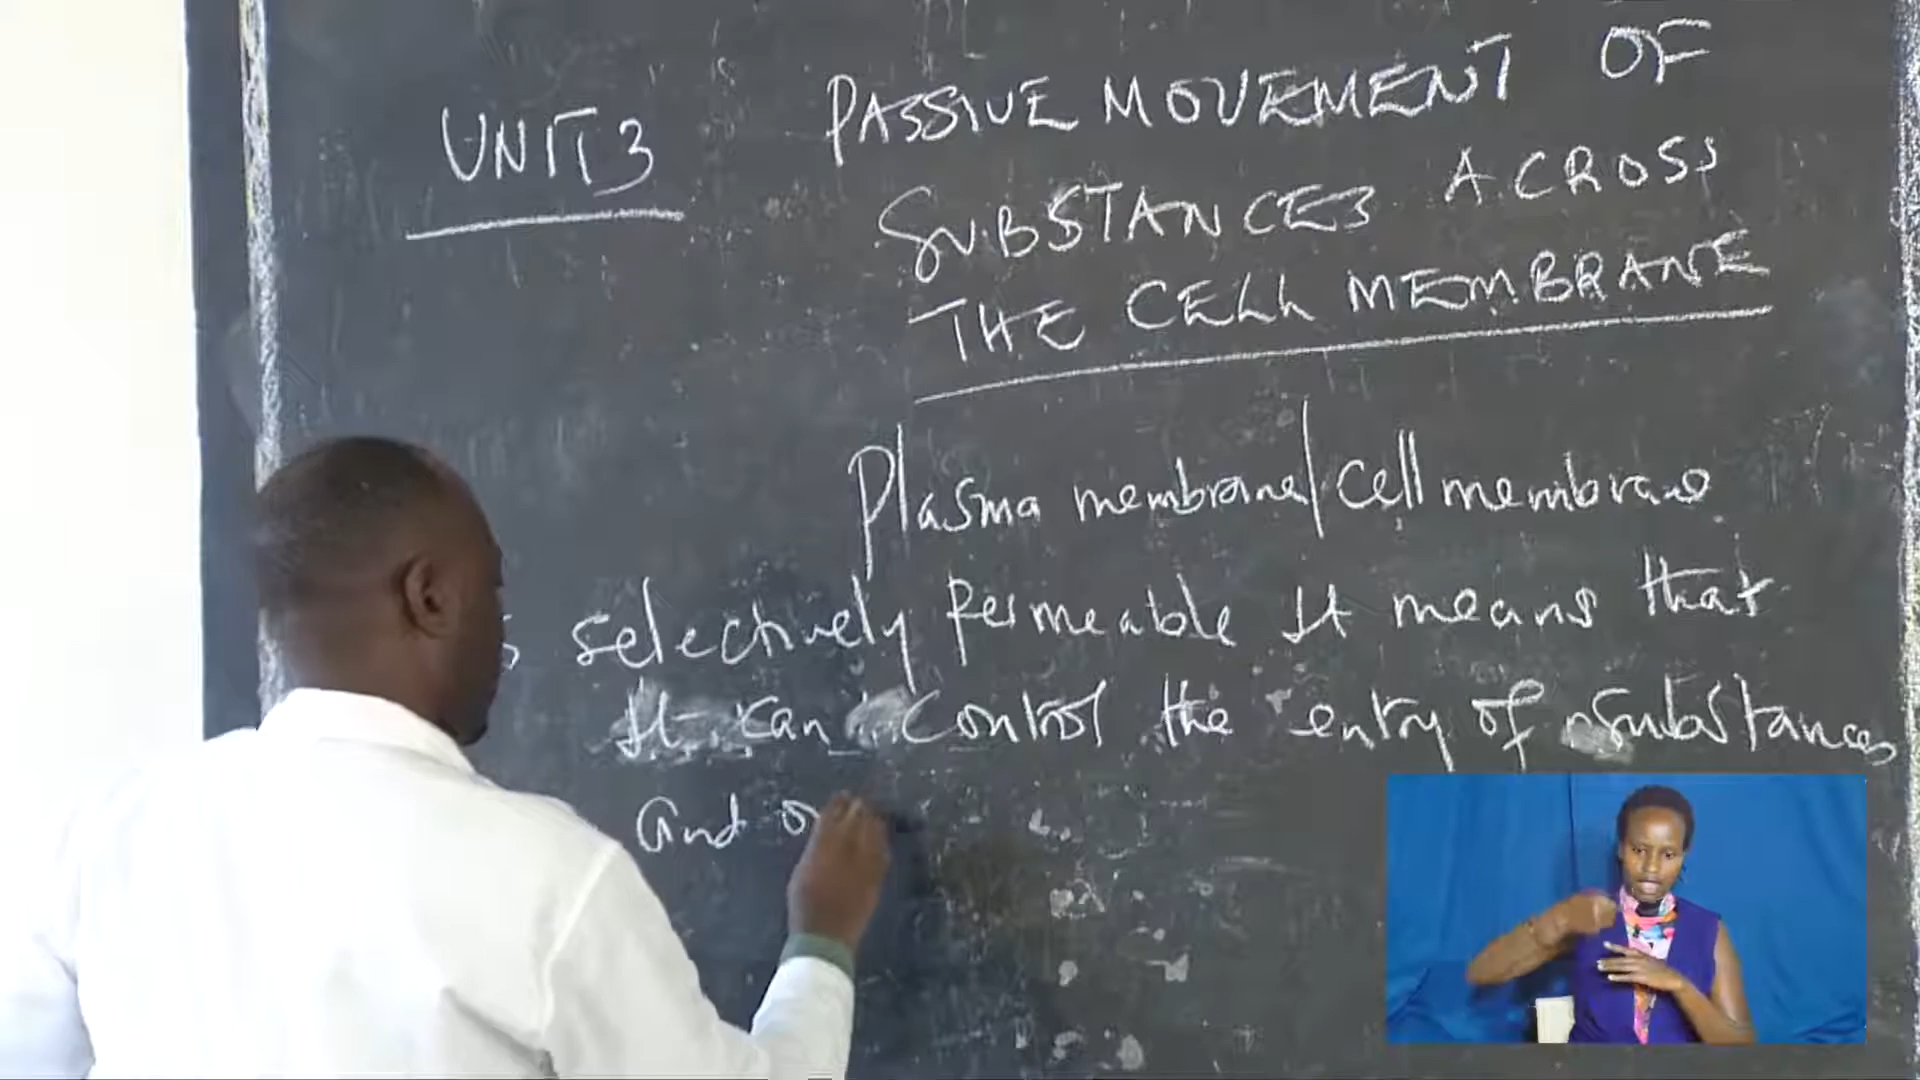 UNIT 3
PASSIVE MOVEMENT OF
SUBSTANCES ACROSS
THE CELL MEMBRANE
Plasma membrane/cell membrane
selectively permeable It means that
It can control the entry of substances
and